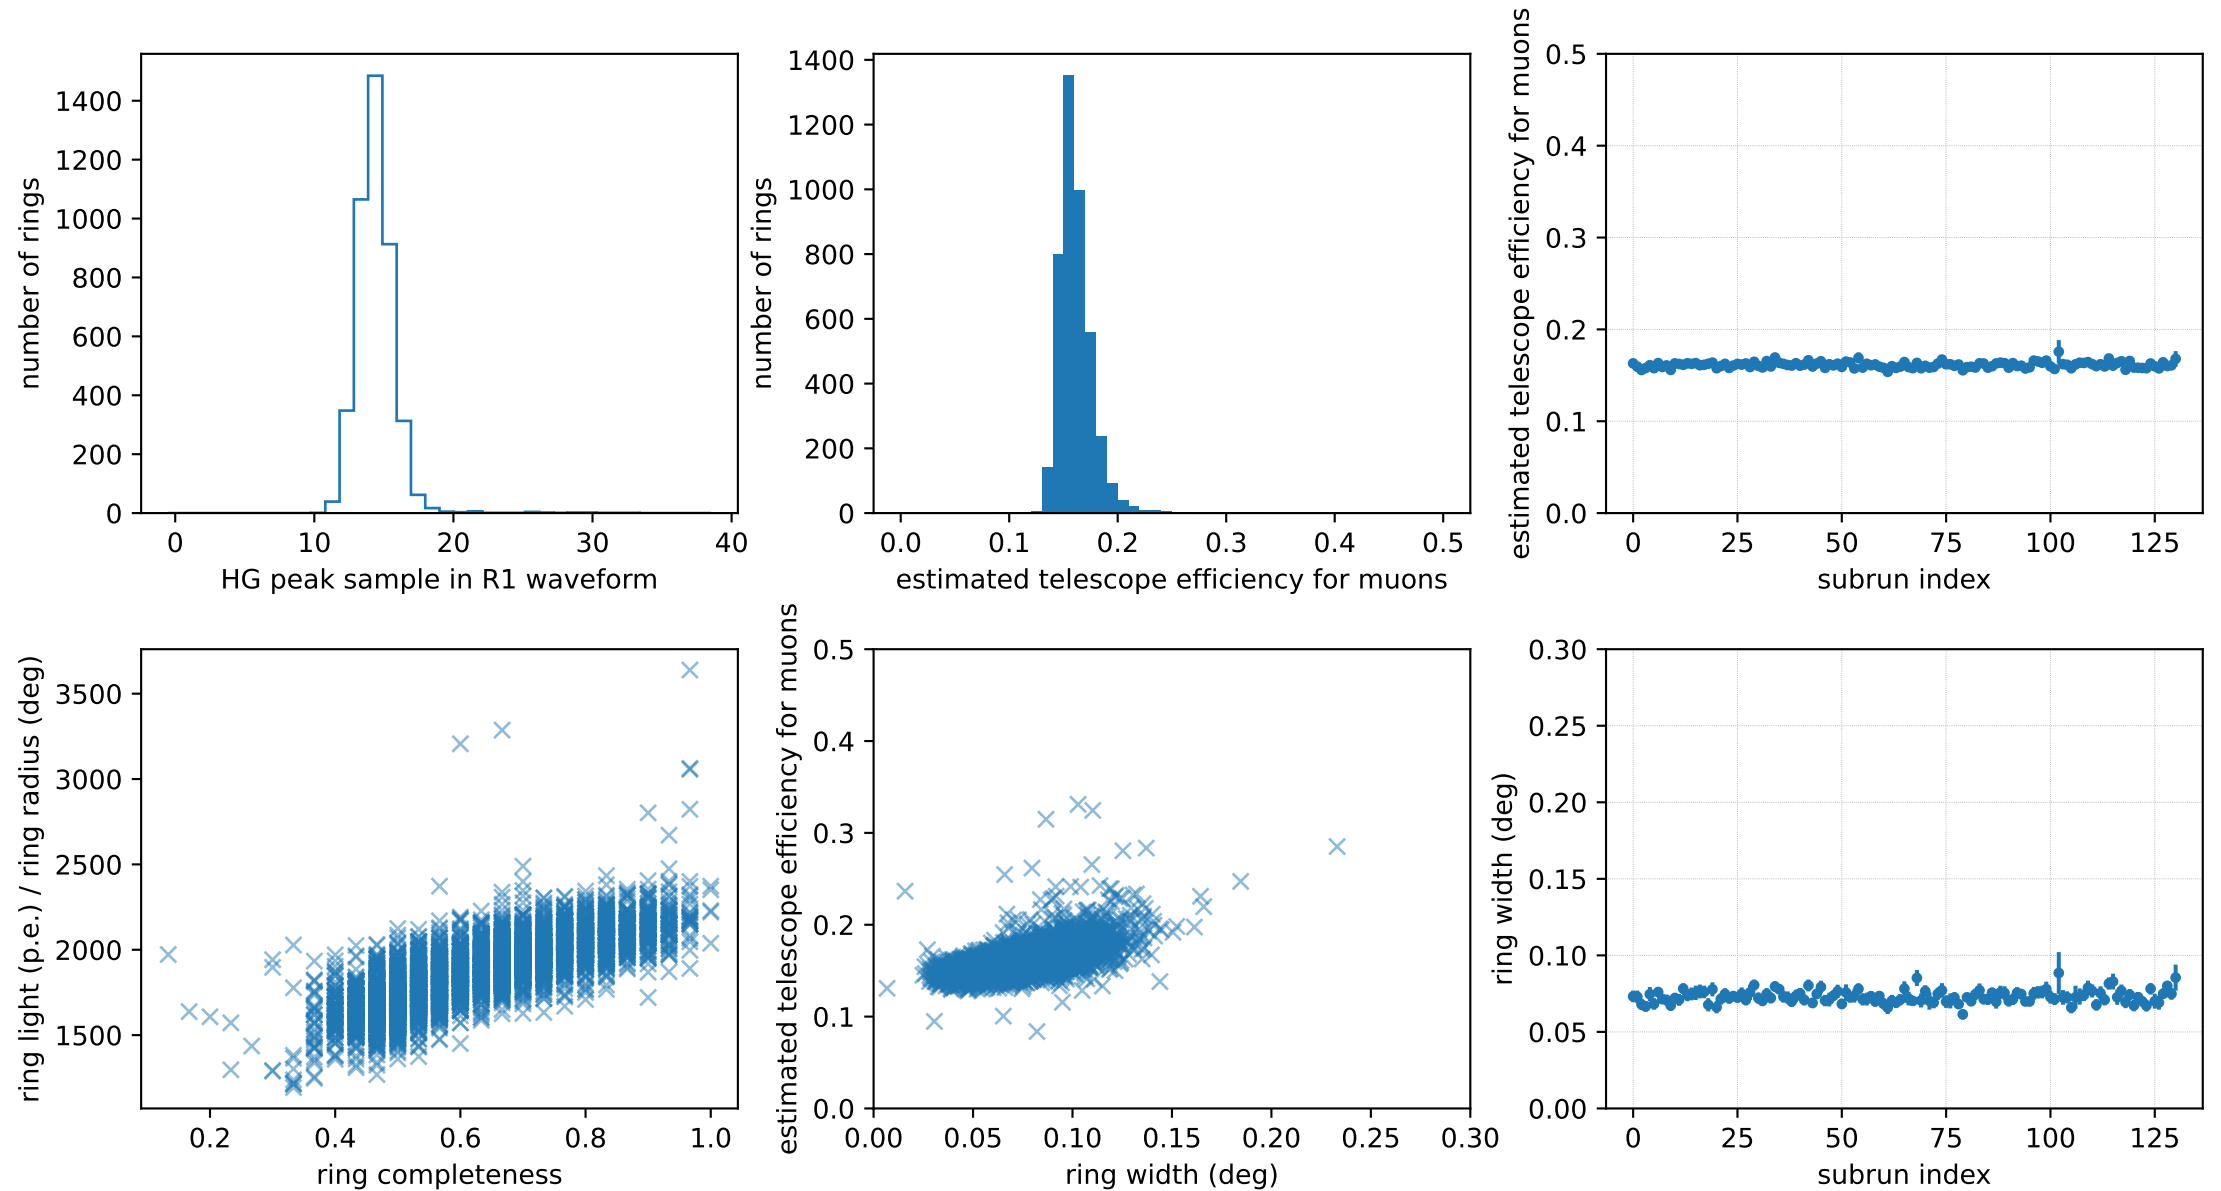 number of rings
1400
1200
1000
800
600
400
200
0
0 10 20 30 40
HG peak sample in R1 waveform
number of rings
1400
1200
1000
800
600
400
200
0
0.0 0.1 0.2 0.3 0.4 0.5
estimated telescope efficiency for muons
estimated telescope efficiency for muons
0.5
0.4
0.3
0.2
0.1
0.0
0 25 50 75 100 125
subrun index
ring light (p.e.) / ring radius (deg)
3500
3000
2500
2000
1500
0.2 0.4 0.6 0.8 1.0
ring completeness
estimated telescope efficiency for muons
0.5
0.4
0.3
0.2
0.1
0.0
0.00 0.05 0.10 0.15 0.20 0.25 0.30
ring width (deg)
ring width (deg)
0.30
0.25
0.20
0.15
0.10
0.05
0.00
0 25 50 75 100 125
subrun index